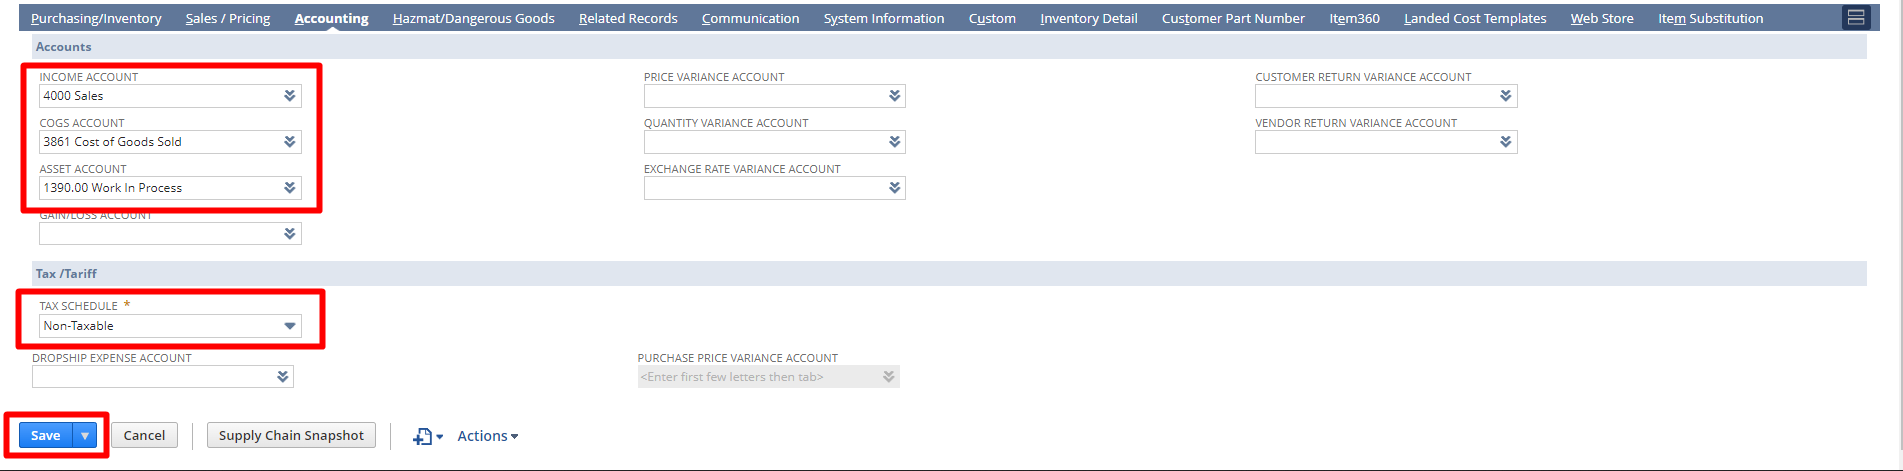 Purchasing/Inventory Sales / Pricing Accounting Hazmat/Dangerous Goods Related Records Communication System Information Custom Inventory Detail Customer Part Number Item360 Landed Cost Templates Web Store Item Substitution
Accounts
INCOME ACCOUNT PRICE VARIANCE ACCOUNT CUSTOMER RETURN VARIANCE ACCOUNT
4000 Sales
COGS ACCOUNT QUANTITY VARIANCE ACCOUNT VENDOR RETURN VARIANCE ACCOUNT
3861 Cost of Goods Sold
ASSET ACCOUNT EXCHANGE RATE VARIANCE ACCOUNT
1390.00 Work In Process
GAIN/LOSS ACCOUNT
Tax /Tariff
TAX SCHEDULE *
Non-Taxable
DROPSHIP EXPENSE ACCOUNT PURCHASE PRICE VARIANCE ACCOUNT
<Enter first few letters then tab>
Save Cancel Supply Chain Snapshot Actions